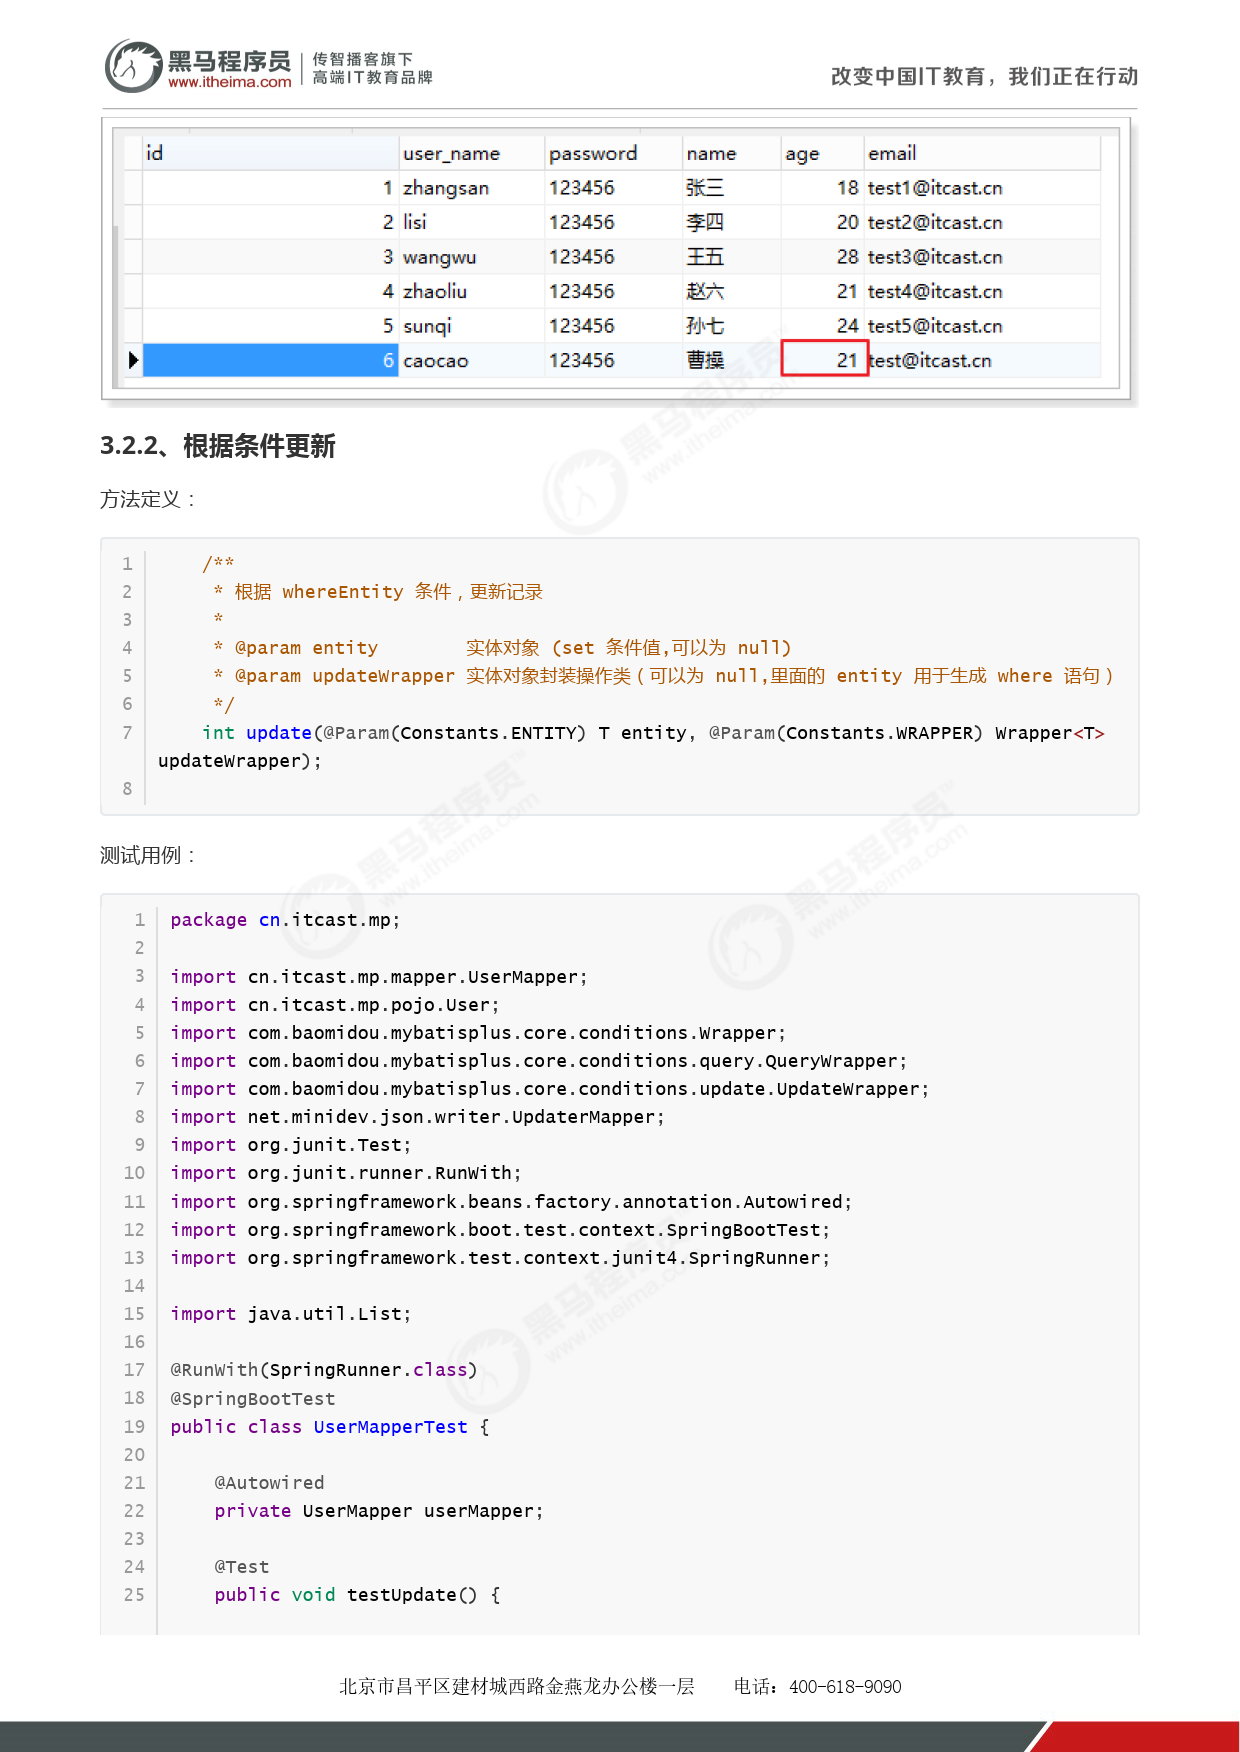 黑马程序员 传智播客旗下
www.itheima.com 高端IT教育品牌
改变中国IT教育，我们正在行动
id user_name password name age email
1 zhangsan 123456 张三 18 test1@itcast.cn
2 lisi 123456 李四 20 test2@itcast.cn
3 wangwu 123456 王五 28 test3@itcast.cn
4 zhaoliu 123456 赵六 21 test4@itcast.cn
5 sunqi 123456 孙七 24 test5@itcast.cn
6 caocao 123456 曹操 21 test@itcast.cn
3.2.2、根据条件更新
方法定义：
1 /**
2 * 根据 whereEntity 条件，更新记录
3 *
4 * @param entity 实体对象 (set 条件值,可以为 null)
5 * @param updateWrapper 实体对象封装操作类（可以为 null,里面的 entity 用于生成 where 语句）
6 */
7 int update(@Param(Constants.ENTITY) T entity, @Param(Constants.WRAPPER) Wrapper<T>
updateWrapper);
8
测试用例：
1 package cn.itcast.mp;
2
3 import cn.itcast.mp.mapper.UserMapper;
4 import cn.itcast.mp.pojo.User;
5 import com.baomidou.mybatisplus.core.conditions.Wrapper;
6 import com.baomidou.mybatisplus.core.conditions.query.QueryWrapper;
7 import com.baomidou.mybatisplus.core.conditions.update.UpdateWrapper;
8 import net.minidev.json.writer.UpdaterMapper;
9 import org.junit.Test;
10 import org.junit.runner.RunWith;
11 import org.springframework.beans.factory.annotation.Autowired;
12 import org.springframework.boot.test.context.SpringBootTest;
13 import org.springframework.test.context.junit4.SpringRunner;
14
15 import java.util.List;
16
17 @RunWith(SpringRunner.class)
18 @SpringBootTest
19 public class UserMapperTest {
20
21 @Autowired
22 private UserMapper userMapper;
23
24 @Test
25 public void testUpdate() {
北京市昌平区建材城西路金燕龙办公楼一层 电话：400-618-9090